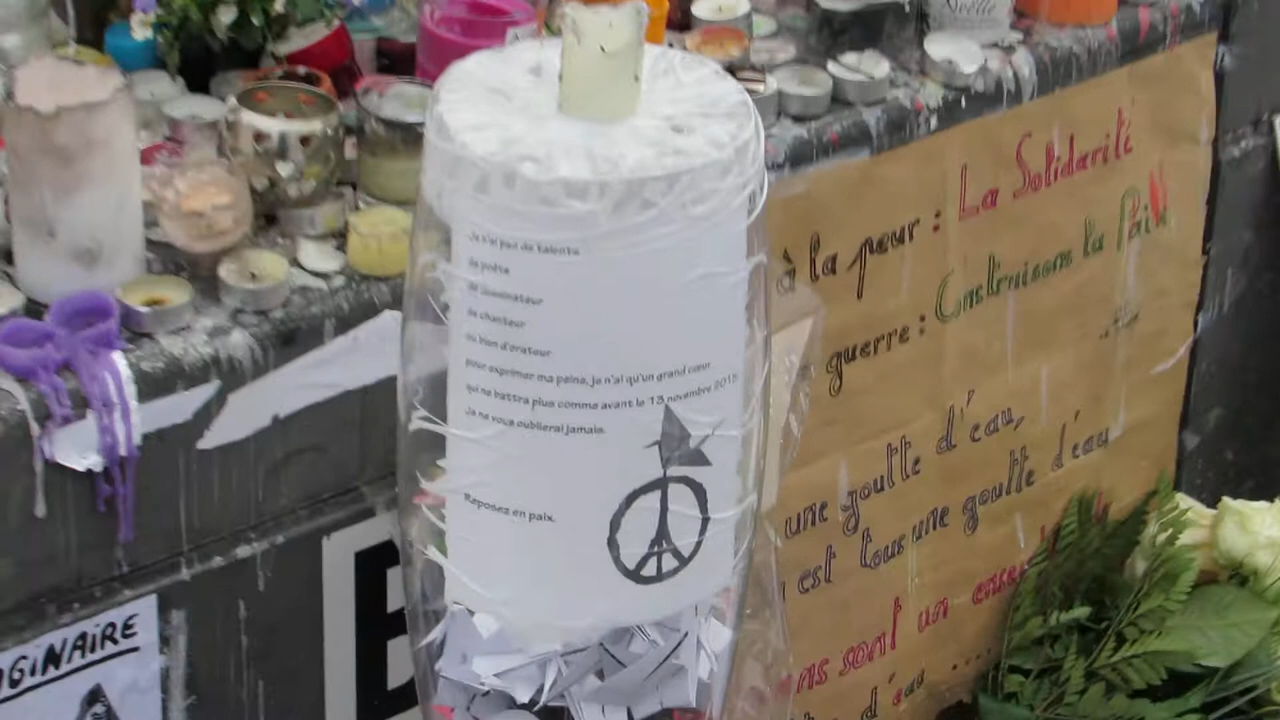 Noëlle
Je n'ai pas de talents
de poète
de dessinateur
de chanteur
ou bien d'orateur
pour exprimer ma peine, je n'ai qu'un grand cœur
qui ne battra plus comme avant le 13 novembre 2015
Je ne vous oublierai jamais.
Reposez en paix.
à la peur : La Solidarité
guerre : Construisons la Paix
une goutte d'eau,
est tous une goutte d'eau
sont un
d'eau
GINAIRE